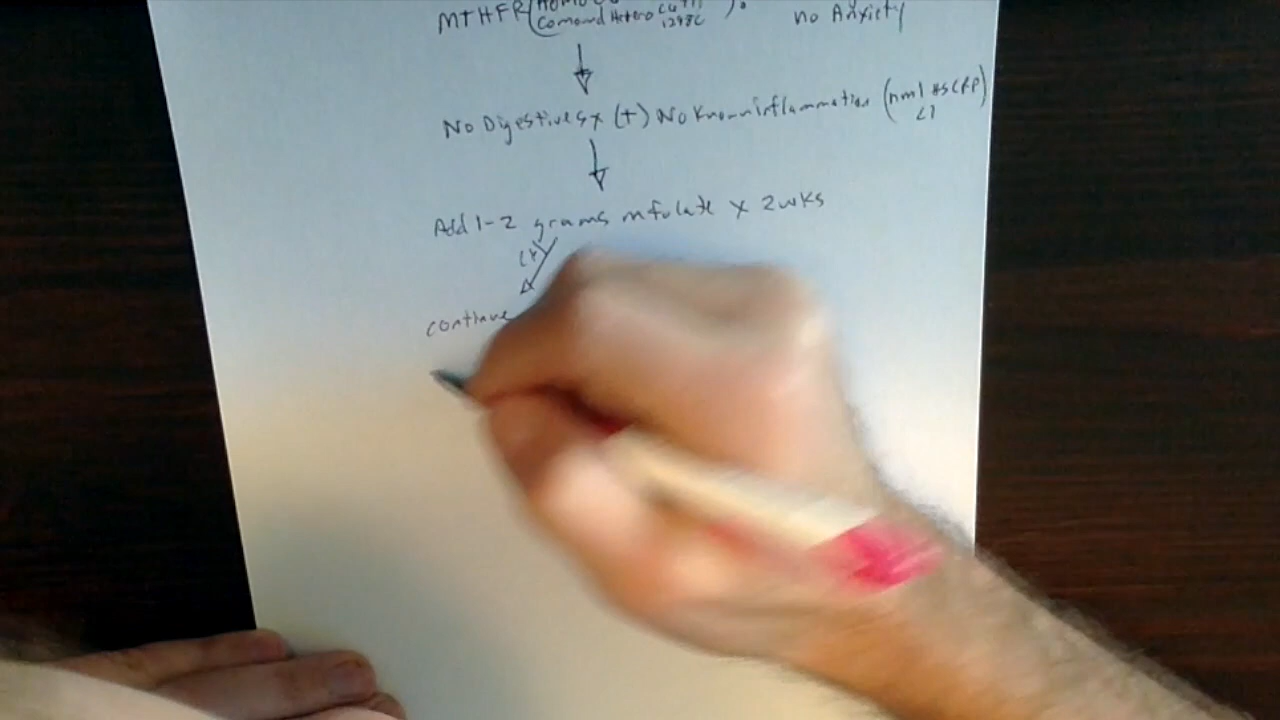 MTHFR ( no Anxiety
Comound Hetero 1298C
No Digestive sx (+) No Known inflammation (nml HSCRP)
<1
Add 1-2 grams mfolate x 2wks
(+)
continue